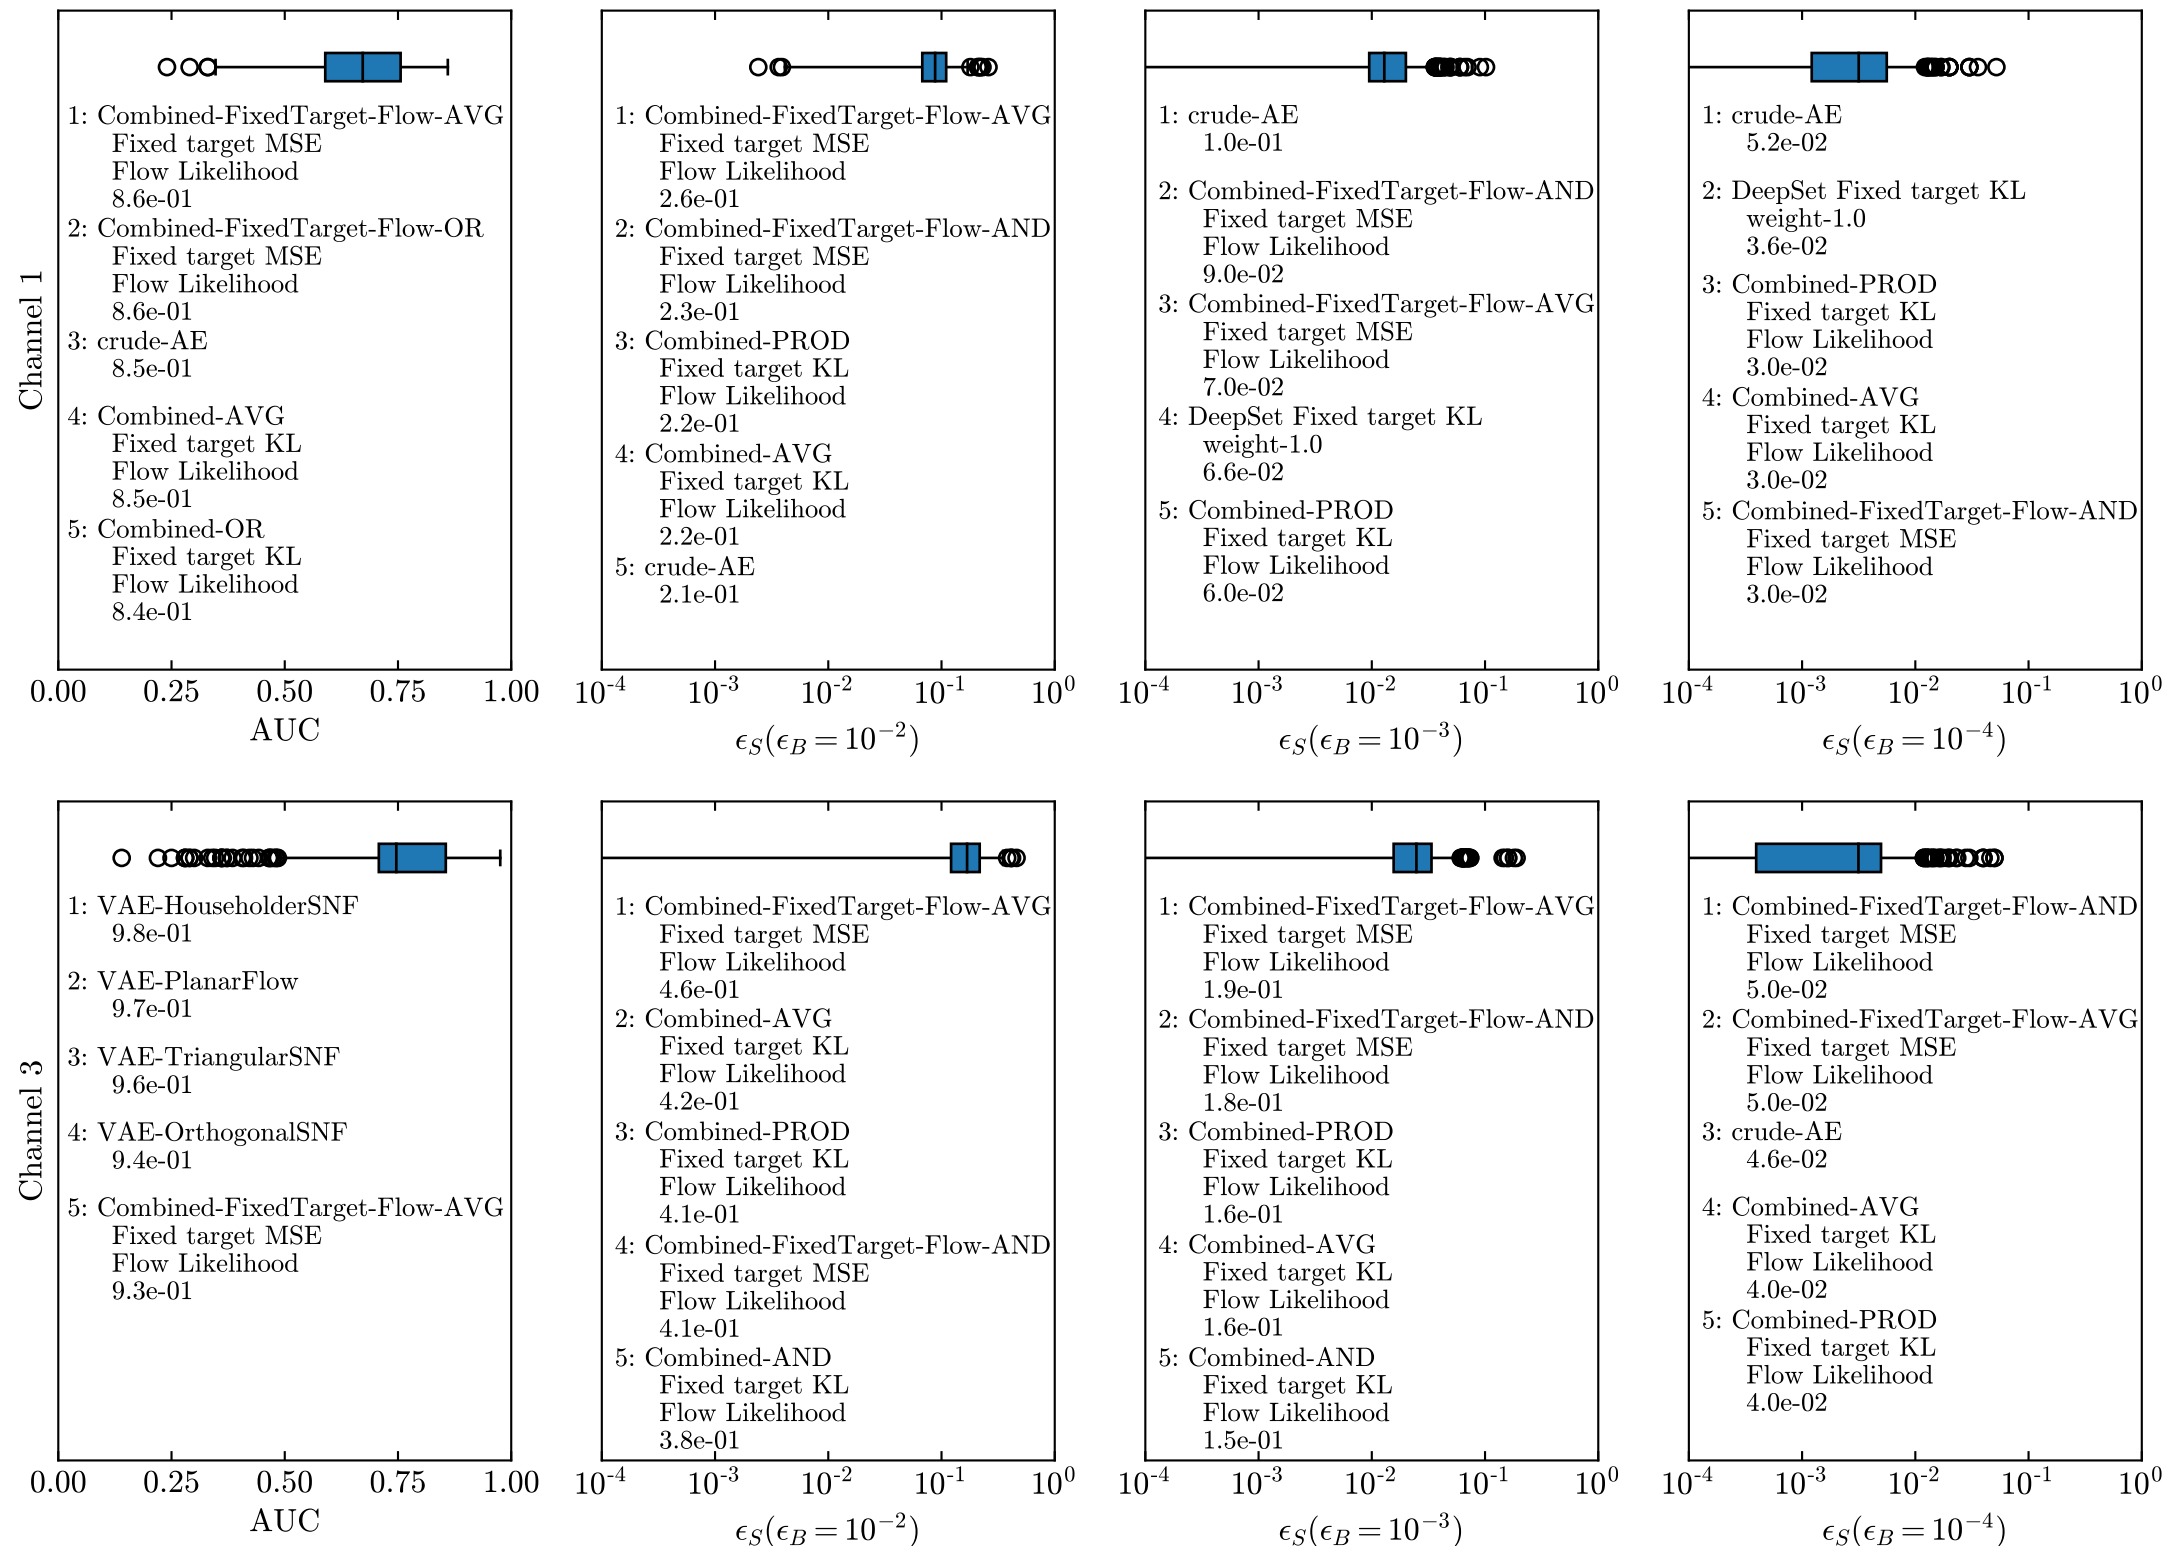 Channel 1
1: Combined-FixedTarget-Flow-AVG
Fixed target MSE
Flow Likelihood
8.6e-01
2: Combined-FixedTarget-Flow-OR
Fixed target MSE
Flow Likelihood
8.6e-01
3: crude-AE
8.5e-01
4: Combined-AVG
Fixed target KL
Flow Likelihood
8.5e-01
5: Combined-OR
Fixed target KL
Flow Likelihood
8.4e-01
0.00 0.25 0.50 0.75 1.00
AUC
1: Combined-FixedTarget-Flow-AVG
Fixed target MSE
Flow Likelihood
2.6e-01
2: Combined-FixedTarget-Flow-AND
Fixed target MSE
Flow Likelihood
2.3e-01
3: Combined-PROD
Fixed target KL
Flow Likelihood
2.2e-01
4: Combined-AVG
Fixed target KL
Flow Likelihood
2.2e-01
5: crude-AE
2.1e-01
10⁻⁴ 10⁻³ 10⁻² 10⁻¹ 10⁰
ϵ_S(ϵ_B = 10⁻²)
1: crude-AE
1.0e-01
2: Combined-FixedTarget-Flow-AND
Fixed target MSE
Flow Likelihood
9.0e-02
3: Combined-FixedTarget-Flow-AVG
Fixed target MSE
Flow Likelihood
7.0e-02
4: DeepSet Fixed target KL
weight-1.0
6.6e-02
5: Combined-PROD
Fixed target KL
Flow Likelihood
6.0e-02
10⁻⁴ 10⁻³ 10⁻² 10⁻¹ 10⁰
ϵ_S(ϵ_B = 10⁻³)
1: crude-AE
5.2e-02
2: DeepSet Fixed target KL
weight-1.0
3.6e-02
3: Combined-PROD
Fixed target KL
Flow Likelihood
3.0e-02
4: Combined-AVG
Fixed target KL
Flow Likelihood
3.0e-02
5: Combined-FixedTarget-Flow-AND
Fixed target MSE
Flow Likelihood
3.0e-02
10⁻⁴ 10⁻³ 10⁻² 10⁻¹ 10⁰
ϵ_S(ϵ_B = 10⁻⁴)
Channel 3
1: VAE-HouseholderSNF
9.8e-01
2: VAE-PlanarFlow
9.7e-01
3: VAE-TriangularSNF
9.6e-01
4: VAE-OrthogonalSNF
9.4e-01
5: Combined-FixedTarget-Flow-AVG
Fixed target MSE
Flow Likelihood
9.3e-01
0.00 0.25 0.50 0.75 1.00
AUC
1: Combined-FixedTarget-Flow-AVG
Fixed target MSE
Flow Likelihood
4.6e-01
2: Combined-AVG
Fixed target KL
Flow Likelihood
4.2e-01
3: Combined-PROD
Fixed target KL
Flow Likelihood
4.1e-01
4: Combined-FixedTarget-Flow-AND
Fixed target MSE
Flow Likelihood
4.1e-01
5: Combined-AND
Fixed target KL
Flow Likelihood
3.8e-01
10⁻⁴ 10⁻³ 10⁻² 10⁻¹ 10⁰
ϵ_S(ϵ_B = 10⁻²)
1: Combined-FixedTarget-Flow-AVG
Fixed target MSE
Flow Likelihood
1.9e-01
2: Combined-FixedTarget-Flow-AND
Fixed target MSE
Flow Likelihood
1.8e-01
3: Combined-PROD
Fixed target KL
Flow Likelihood
1.6e-01
4: Combined-AVG
Fixed target KL
Flow Likelihood
1.6e-01
5: Combined-AND
Fixed target KL
Flow Likelihood
1.5e-01
10⁻⁴ 10⁻³ 10⁻² 10⁻¹ 10⁰
ϵ_S(ϵ_B = 10⁻³)
1: Combined-FixedTarget-Flow-AND
Fixed target MSE
Flow Likelihood
5.0e-02
2: Combined-FixedTarget-Flow-AVG
Fixed target MSE
Flow Likelihood
5.0e-02
3: crude-AE
4.6e-02
4: Combined-AVG
Fixed target KL
Flow Likelihood
4.0e-02
5: Combined-PROD
Fixed target KL
Flow Likelihood
4.0e-02
10⁻⁴ 10⁻³ 10⁻² 10⁻¹ 10⁰
ϵ_S(ϵ_B = 10⁻⁴)